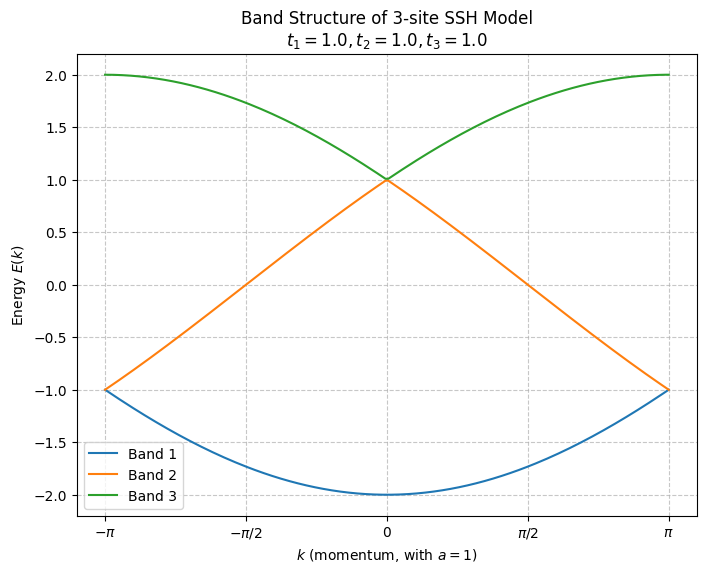 Band Structure of 3-site SSH Model
$t_1 = 1.0, t_2 = 1.0, t_3 = 1.0$
2.0
1.5
1.0
0.5
0.0
−0.5
−1.0
−1.5
−2.0
Energy $E(k)$
Band 1
Band 2
Band 3
$-\pi$
$-\pi/2$
0
$\pi/2$
$\pi$
$k$ (momentum, with $a = 1$)